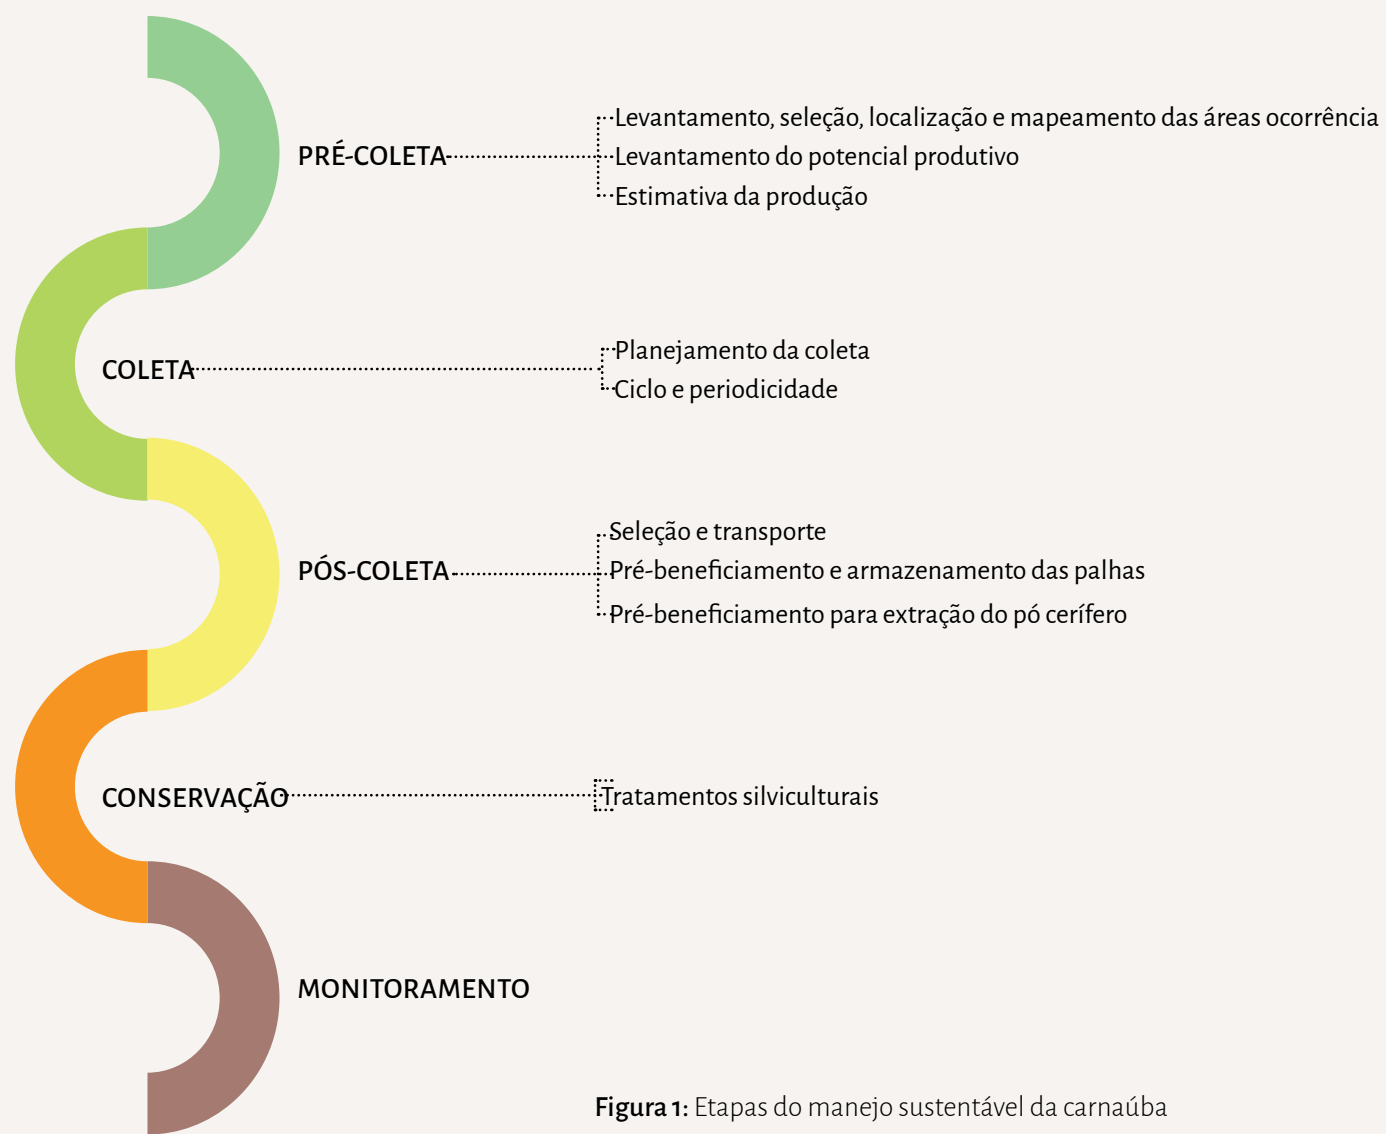 PRÉ-COLETA
Levantamento, seleção, localização e mapeamento das áreas ocorrência
Levantamento do potencial produtivo
Estimativa da produção
COLETA
Planejamento da coleta
Ciclo e periodicidade
PÓS-COLETA
Seleção e transporte
Pré-beneficiamento e armazenamento das palhas
Pré-beneficiamento para extração do pó cerífero
CONSERVAÇÃO
Tratamentos silviculturais
MONITORAMENTO
Figura 1: Etapas do manejo sustentável da carnaúba